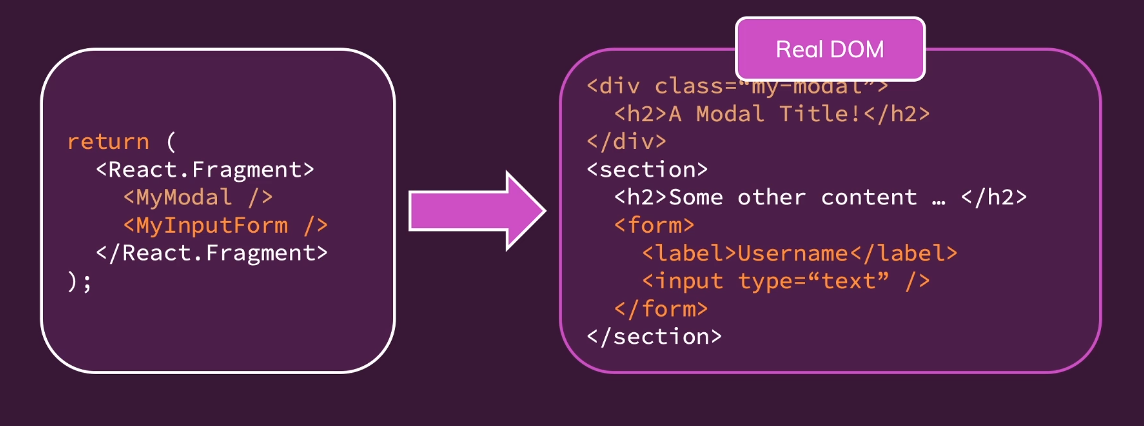 return (
<React.Fragment>
<MyModal />
<MyInputForm />
</React.Fragment>
);
Real DOM
<div class=“my-modal”>
<h2>A Modal Title!</h2>
</div>
<section>
<h2>Some other content … </h2>
<form>
<label>Username</label>
<input type=“text” />
</form>
</section>